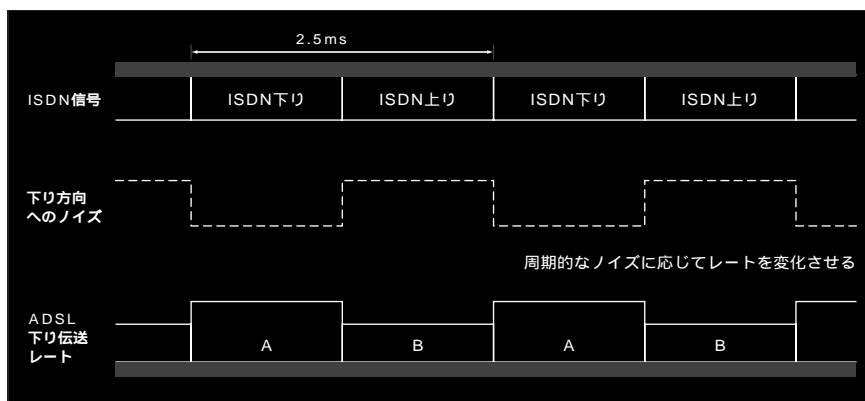 2.5ms
ISDN信号
ISDN下り
ISDN上り
ISDN下り
ISDN上り
下り方向
へのノイズ
周期的なノイズに応じてレートを変化させる
ADSL
下り伝送
レート
A
B
A
B